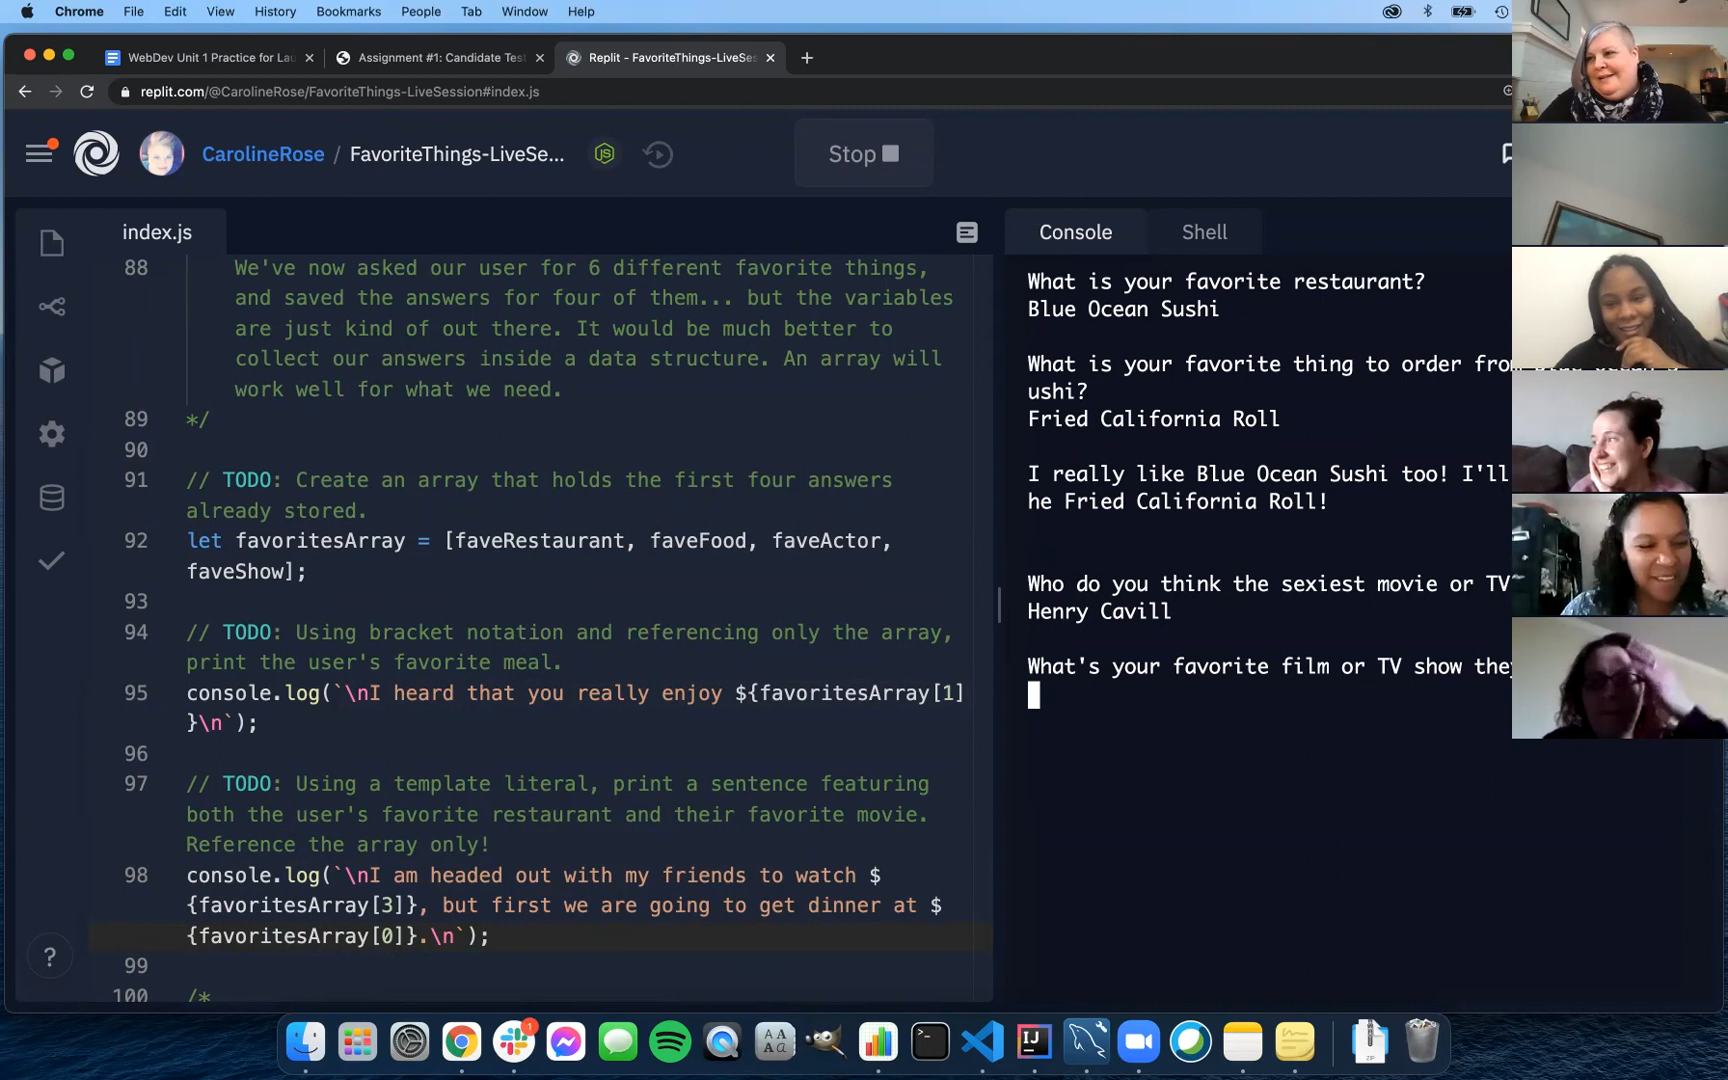 Chrome File Edit View History Bookmarks People Tab Window Help
WebDev Unit 1 Practice for La
Assignment #1: Candidate Test
Replit - FavoriteThings-LiveSes
replit.com/@CarolineRose/FavoriteThings-LiveSession#index.js
CarolineRose / FavoriteThings-LiveSe...
Stop
index.js
88 We've now asked our user for 6 different favorite things,
and saved the answers for four of them... but the variables
are just kind of out there. It would be much better to
collect our answers inside a data structure. An array will
work well for what we need.
89 */
90
91 // TODO: Create an array that holds the first four answers
already stored.
92 let favoritesArray = [faveRestaurant, faveFood, faveActor,
faveShow];
93
94 // TODO: Using bracket notation and referencing only the array,
print the user's favorite meal.
95 console.log(`\nI heard that you really enjoy ${favoritesArray[1]
}\n`);
96
97 // TODO: Using a template literal, print a sentence featuring
both the user's favorite restaurant and their favorite movie.
Reference the array only!
98 console.log(`\nI am headed out with my friends to watch $
{favoritesArray[3]}, but first we are going to get dinner at $
{favoritesArray[0]}.\n`);
99
100 /*
Console Shell
What is your favorite restaurant?
Blue Ocean Sushi
What is your favorite thing to order from
ushi?
Fried California Roll
I really like Blue Ocean Sushi too! I'll
he Fried California Roll!
Who do you think the sexiest movie or TV
Henry Cavill
What's your favorite film or TV show they
?
1
ZIP